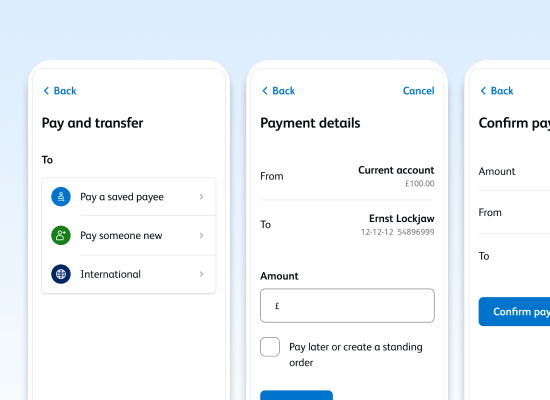 Back
Pay and transfer
To
Pay a saved payee
Pay someone new
International
Back
Cancel
Payment details
From
Current account
£100.00
To
Ernst Lockjaw
12-12-12 54896999
Amount
£
Pay later or create a standing
order
Back
Confirm pay
Amount
From
To
Confirm pay